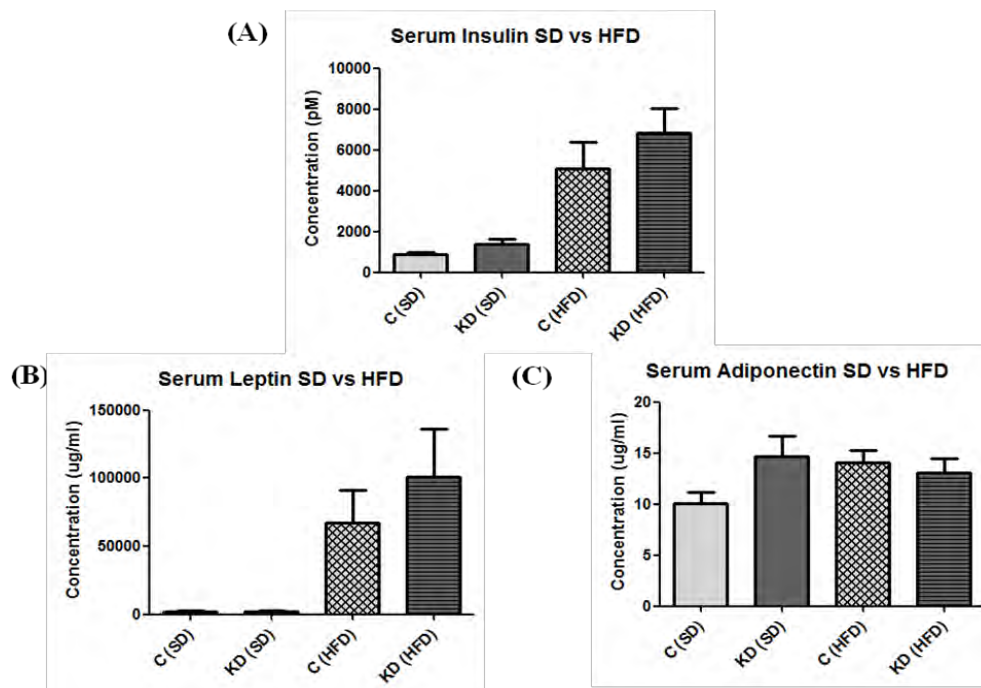 (A)
Serum Insulin SD vs HFD
Concentration (pM)
10000
8000
6000
4000
2000
0
C (SD)
KD (SD)
C (HFD)
KD (HFD)
(B)
Serum Leptin SD vs HFD
Concentration (ug/ml)
150000
100000
50000
0
C (SD)
KD (SD)
C (HFD)
KD (HFD)
(C)
Serum Adiponectin SD vs HFD
Concentration (ug/ml)
20
15
10
5
0
C (SD)
KD (SD)
C (HFD)
KD (HFD)